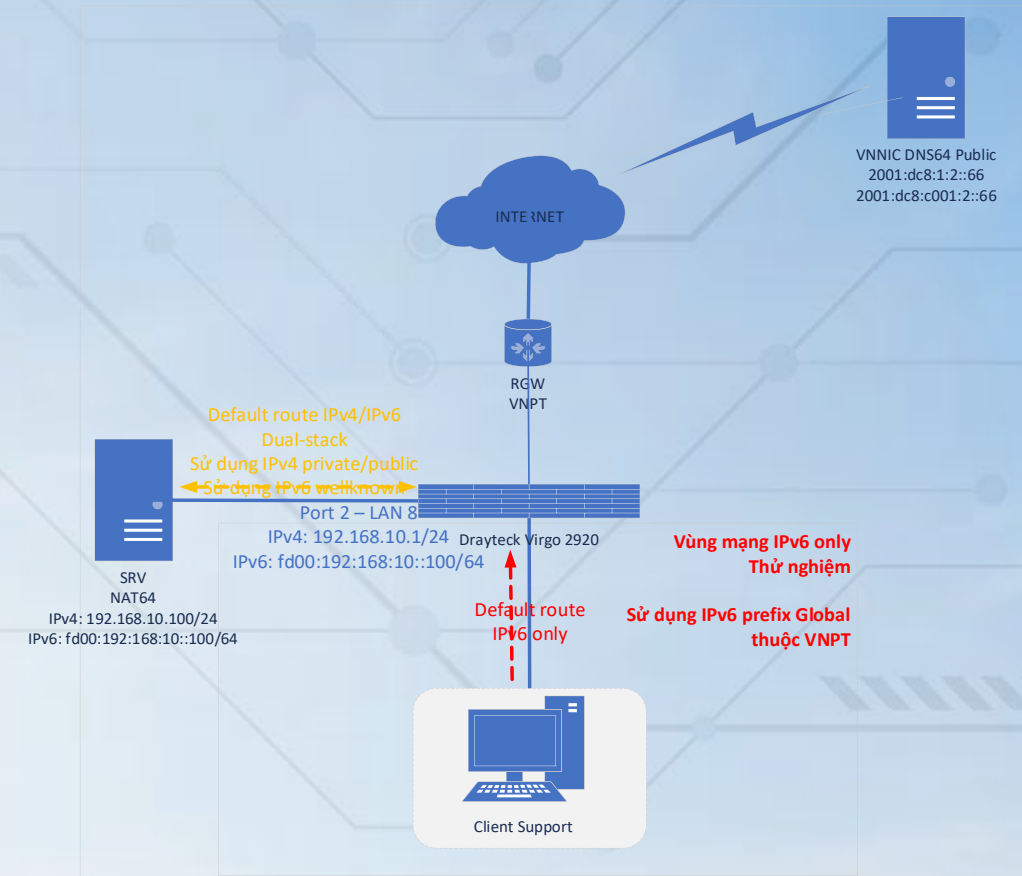 VNNIC DNS64 Public
2001:dc8:1:2::66
2001:dc8:c001:2::66
INTERNET
RGW
VNPT
Default route IPv4/IPv6
Dual-stack
Sử dụng IPv4 private/public
Sử dụng IPv6 wellknown
Port 2 – LAN 8
IPv4: 192.168.10.1/24
IPv6: fd00:192:168:10::100/64
Drayteck Virgo 2920
SRV
NAT64
IPv4: 192.168.10.100/24
IPv6: fd00:192:168:10::100/64
Vùng mạng IPv6 only
Thử nghiệm
Sử dụng IPv6 prefix Global
thuộc VNPT
Default route
IPv6 only
Client Support